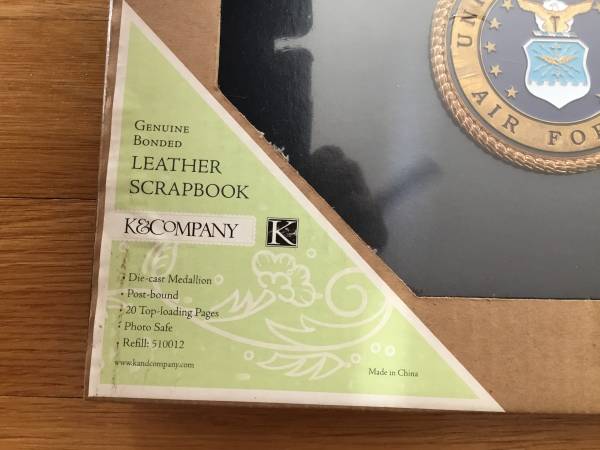 GENUINE
BONDED
LEATHER
SCRAPBOOK
K&COMPANY K
· Die-cast Medallion
· Post-bound
· 20 Top-loading Pages
· Photo Safe
· Refill: 510012
www.kandcompany.com
Made in China
UNI
AIR FOR